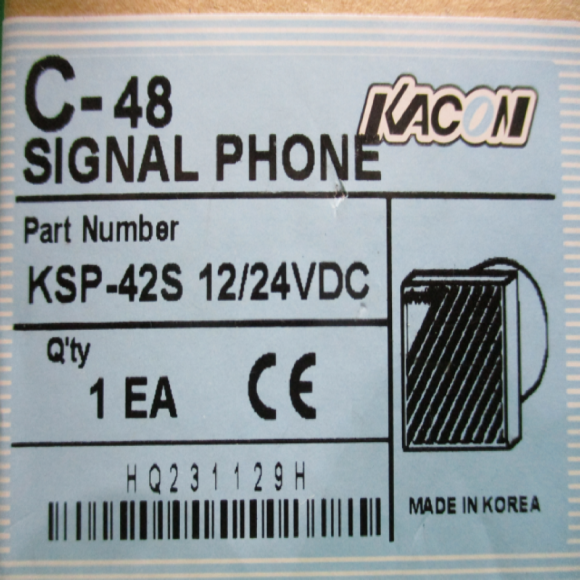 C-48
KACON
SIGNAL PHONE
Part Number
KSP-42S 12/24VDC
Q'ty
1 EA
CE
HQ231129H
MADE IN KOREA